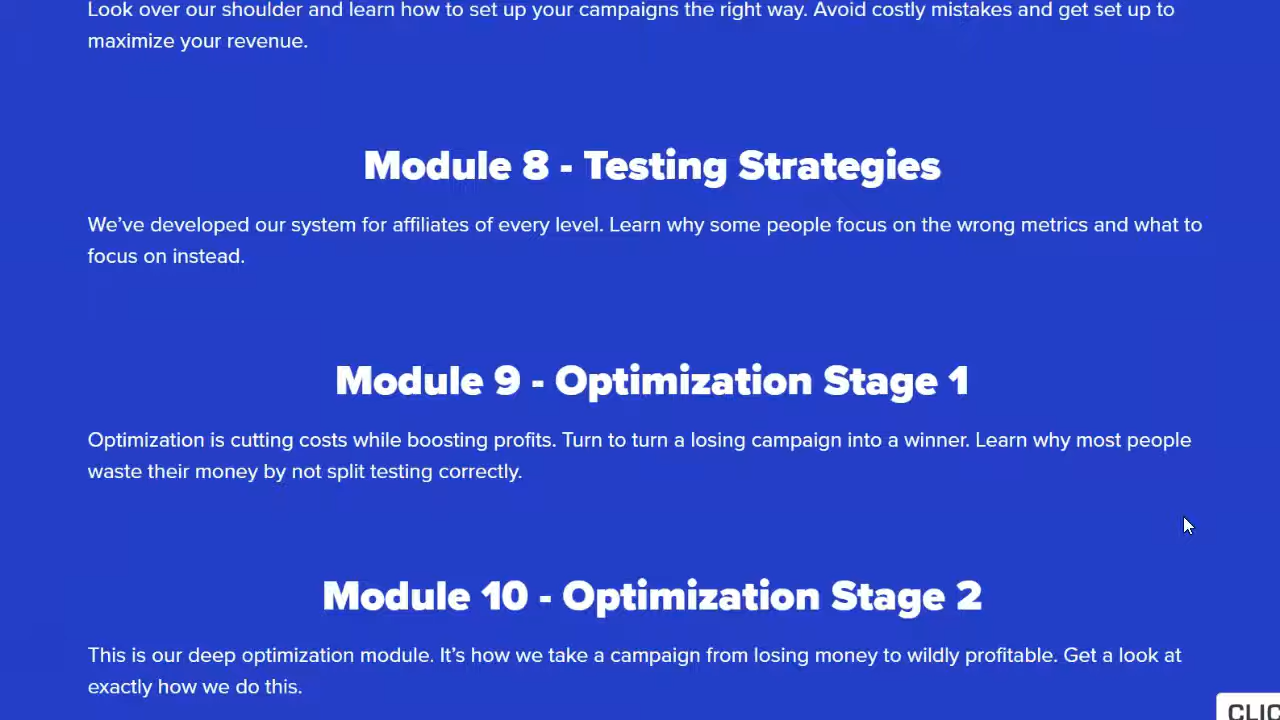 Look over our shoulder and learn how to set up your campaigns the right way. Avoid costly mistakes and get set up to
maximize your revenue.
Module 8 - Testing Strategies
We’ve developed our system for affiliates of every level. Learn why some people focus on the wrong metrics and what to
focus on instead.
Module 9 - Optimization Stage 1
Optimization is cutting costs while boosting profits. Turn to turn a losing campaign into a winner. Learn why most people
waste their money by not split testing correctly.
Module 10 - Optimization Stage 2
This is our deep optimization module. It’s how we take a campaign from losing money to wildly profitable. Get a look at
exactly how we do this.
CLIC